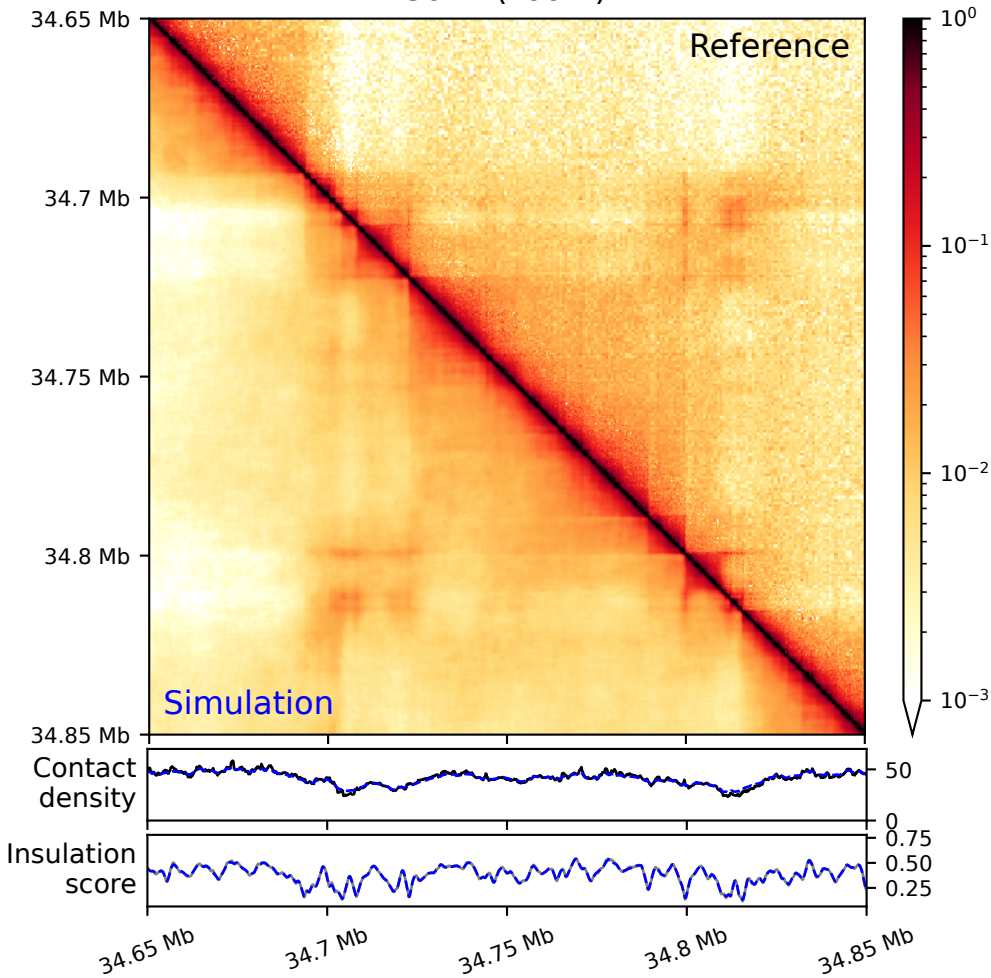 34.65 Mb
Reference
10⁰
34.7 Mb
10⁻¹
34.75 Mb
10⁻²
34.8 Mb
Simulation
10⁻³
34.85 Mb
Contact
density
50
0
Insulation
score
0.75
0.50
0.25
34.65 Mb
34.7 Mb
34.75 Mb
34.8 Mb
34.85 Mb